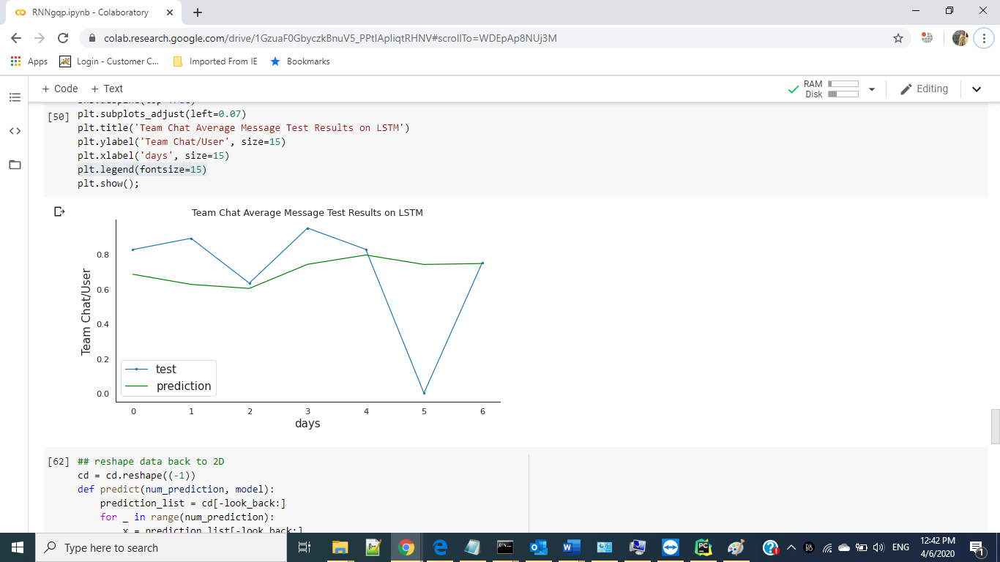 RNNgqp.ipynb - Colaboratory
colab.research.google.com/drive/1GzuaF0GbyczkBnuV5_PPtIApIiqtRHNV#scrollTo=WDEpAp8NUj3M
Apps Login - Customer C... Imported From IE Bookmarks
+ Code + Text RAM Disk Editing
[50] plt.subplots_adjust(left=0.07)
plt.title('Team Chat Average Message Test Results on LSTM')
plt.ylabel('Team Chat/User', size=15)
plt.xlabel('days', size=15)
plt.legend(fontsize=15)
plt.show();
Team Chat Average Message Test Results on LSTM
Team Chat/User
0.8
0.6
0.4
0.2
0.0
test
prediction
0 1 2 3 4 5 6
days
[62] ## reshape data back to 2D
cd = cd.reshape((-1))
def predict(num_prediction, model):
prediction_list = cd[-look_back:]
for _ in range(num_prediction):
x = prediction_list[-look_back:]
Type here to search
ENG
12:42 PM
4/6/2020
1